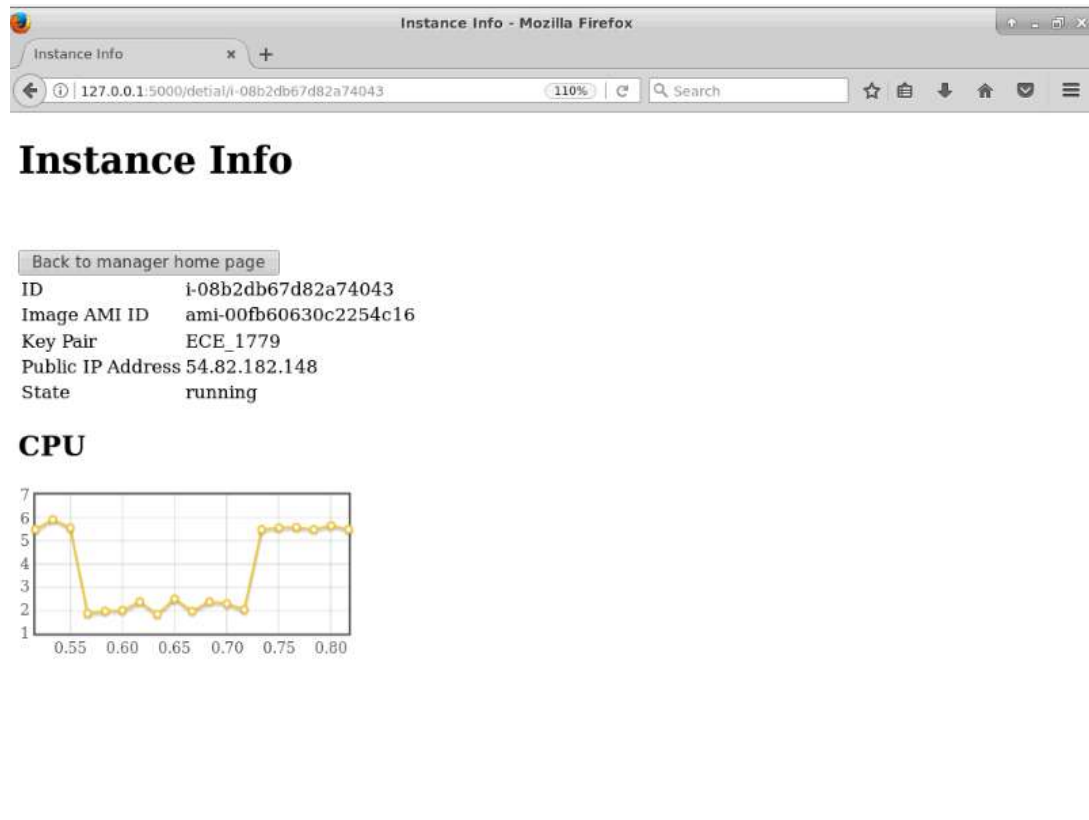 Instance Info - Mozilla Firefox
Instance Info
127.0.0.1:5000/detial/i-08b2db67d82a74043 110% Search
Instance Info
Back to manager home page
ID i-08b2db67d82a74043
Image AMI ID ami-00fb60630c2254c16
Key Pair ECE_1779
Public IP Address 54.82.182.148
State running
CPU
7
6
5
4
3
2
1
0.55 0.60 0.65 0.70 0.75 0.80